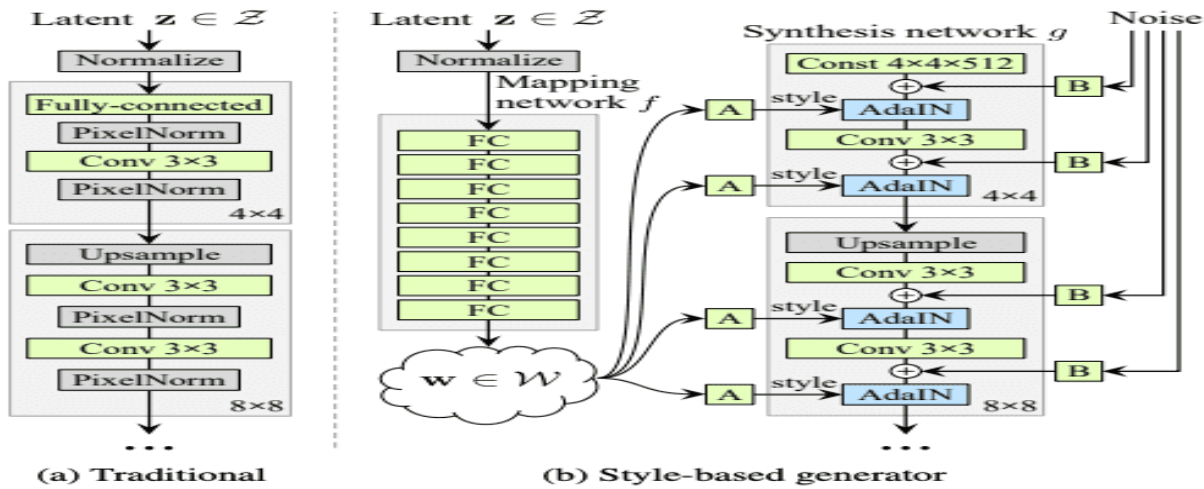 Latent z ∈ Z
Normalize
Fully-connected
PixelNorm
Conv 3×3
PixelNorm
4×4
Upsample
Conv 3×3
PixelNorm
Conv 3×3
PixelNorm
8×8
...
(a) Traditional
Latent z ∈ Z
Normalize
Mapping
network f
FC
FC
FC
FC
FC
FC
FC
FC
w ∈ W
A
A
A
A
style
style
style
style
Synthesis network g
Const 4×4×512
+
AdaIN
Conv 3×3
+
AdaIN
4×4
Upsample
Conv 3×3
+
AdaIN
Conv 3×3
+
AdaIN
8×8
...
Noise
B
B
B
B
(b) Style-based generator